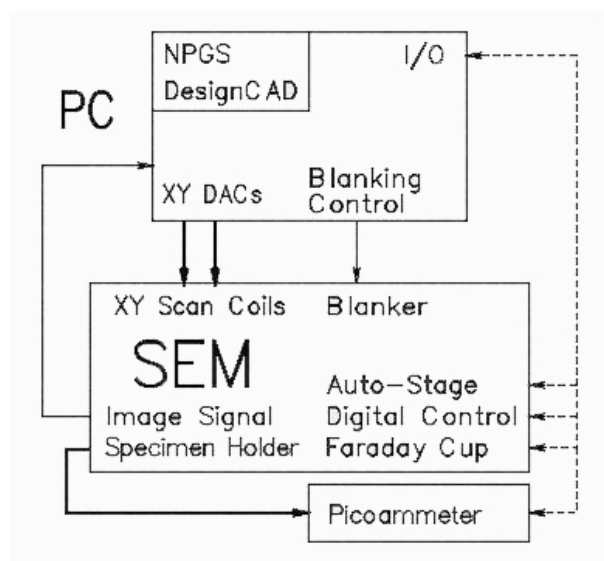 NPGS
DesignCAD
I/O
PC
XY DACs
Blanking
Control
XY Scan Coils
Blanker
SEM
Auto-Stage
Image Signal
Digital Control
Specimen Holder
Faraday Cup
Picoammeter